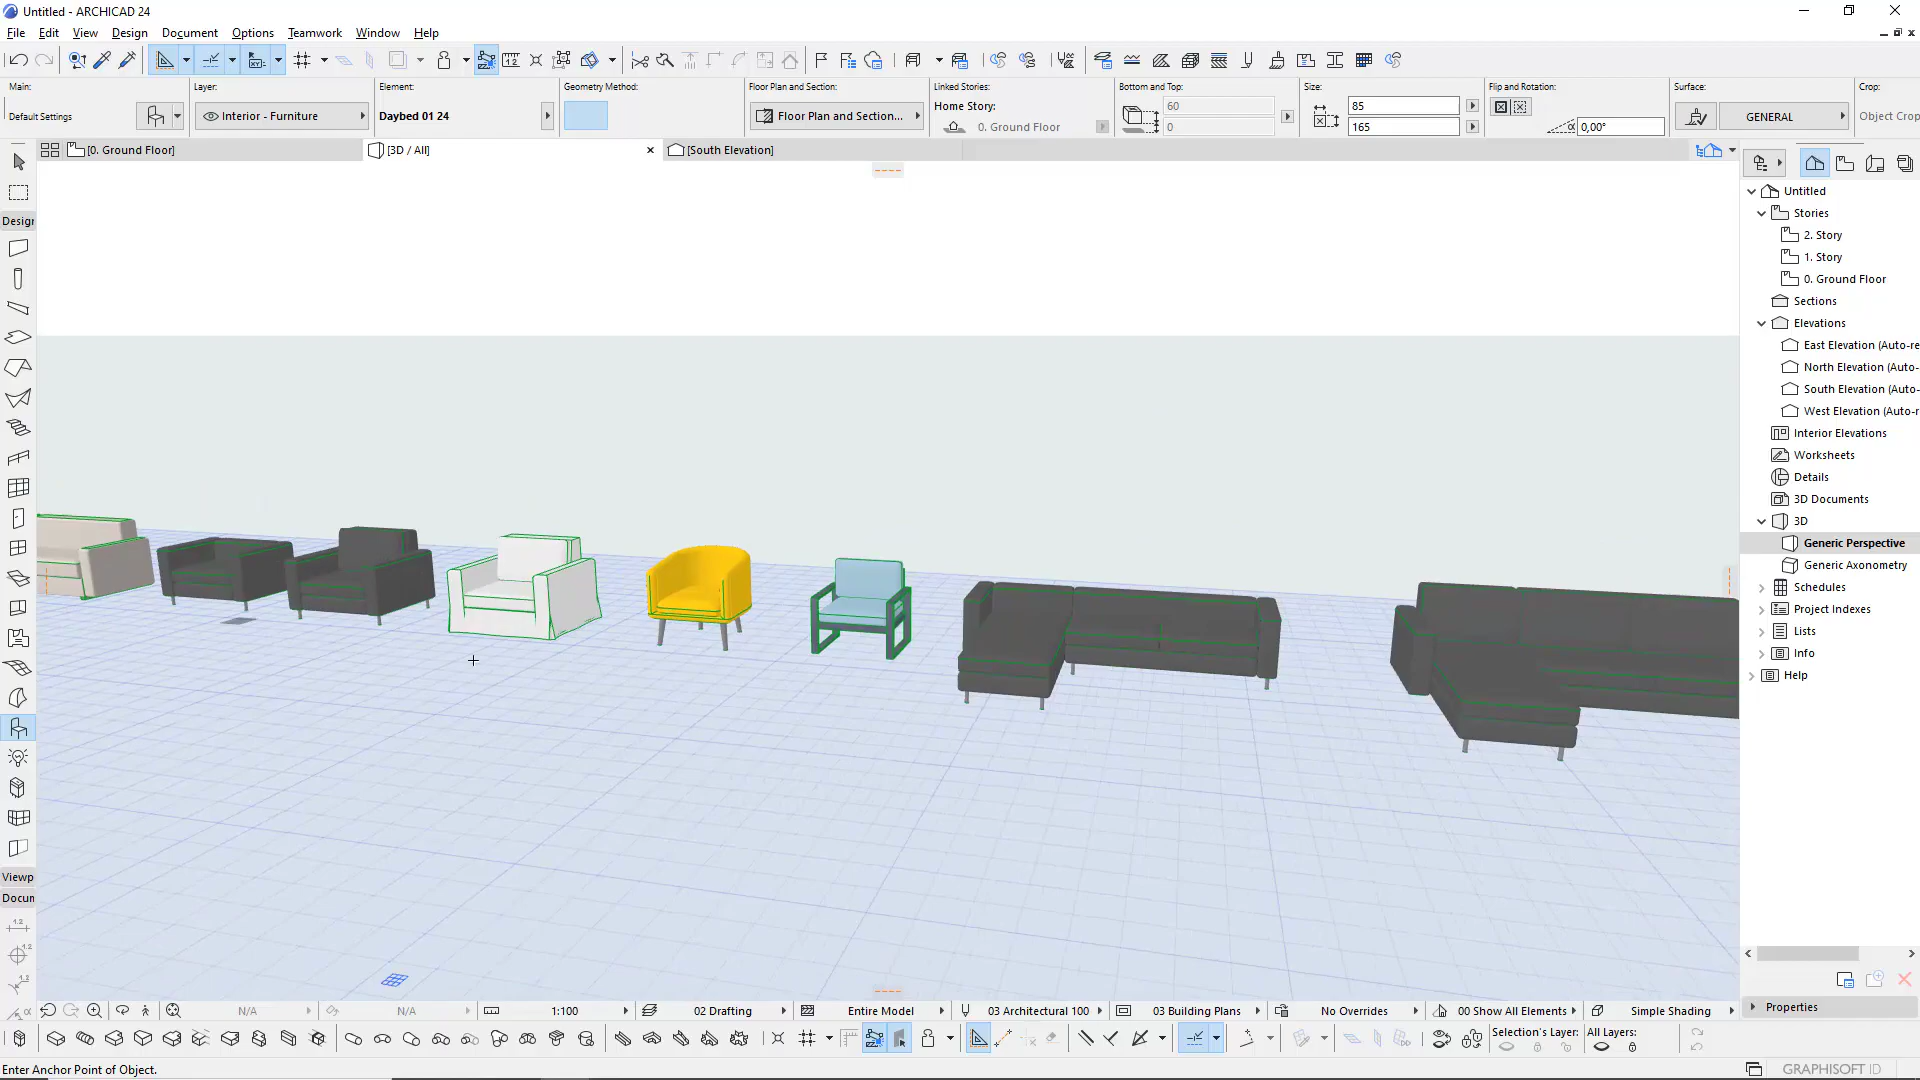 Untitled - ARCHICAD 24
File Edit View Design Document Options Teamwork Window Help
Main:
Default Settings
Layer:
Interior - Furniture
Element:
Daybed 01 24
Geometry Method:
Floor Plan and Section:
Floor Plan and Section...
Linked Stories:
Home Story:
0. Ground Floor
Bottom and Top:
60
0
Size:
85
165
Flip and Rotation:
0,00°
Surface:
GENERAL
Crop:
Object Crop
[0. Ground Floor]
[3D / All]
[South Elevation]
Design
Viewp
Docum
Untitled
Stories
2. Story
1. Story
0. Ground Floor
Sections
Elevations
East Elevation (Auto-re
North Elevation (Auto-
South Elevation (Auto-
West Elevation (Auto-r
Interior Elevations
Worksheets
Details
3D Documents
3D
Generic Perspective
Generic Axonometry
Schedules
Project Indexes
Lists
Info
Help
Properties
N/A
N/A
1:100
02 Drafting
Entire Model
03 Architectural 100
03 Building Plans
No Overrides
00 Show All Elements
Simple Shading
Selection's Layer:
All Layers:
Enter Anchor Point of Object.
GRAPHISOFT ID